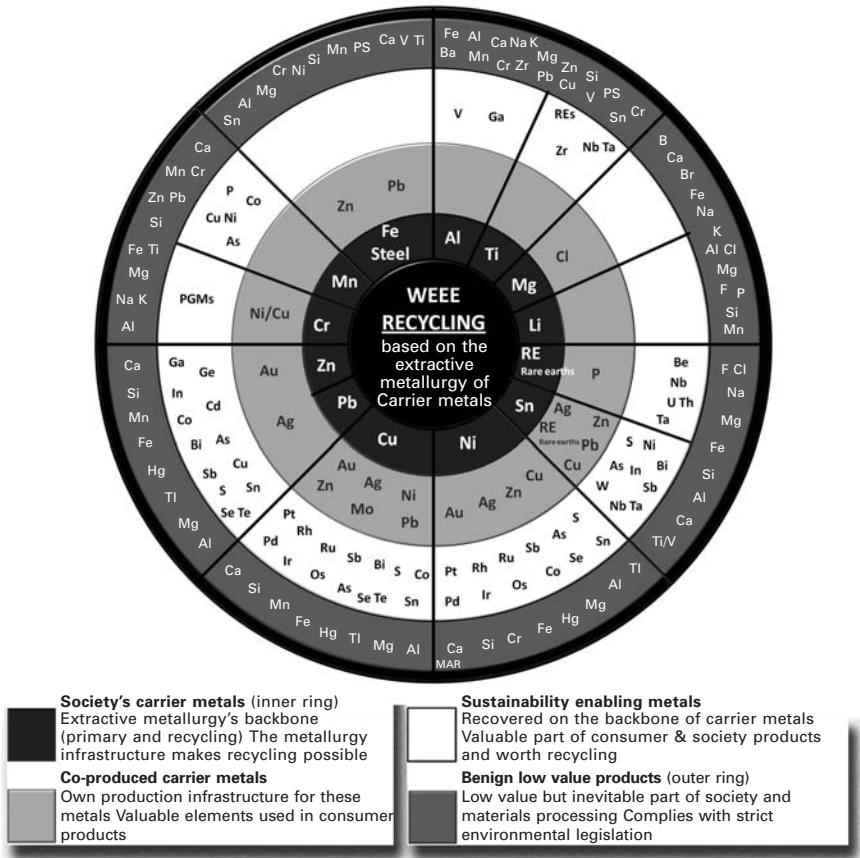 Fe Al Ca Na K
Ba Mn Cr Zr Mg
Pb Zn Cu Si
V PS
Sn Cr
B
Ca
Br
Fe
Na
K
Al Cl
Mg
F P
Si
Mn
F Cl
Na
Mg
Fe
Si
Al
Ca
Ti/V
Tl
Al
Mg
Hg
Fe
Cr
Si
Ca
MAR
Al
Mg
Tl
Hg
Fe
Mn
Si
Ca
Al
Mg
Tl
Hg
Fe
Mn
Si
Ca
Al
Na K
Mg
Fe Ti
Si
Zn Pb
Mn Cr
Ca
Sn
Al
Mg
Cr Ni
Si
Mn PS
Ca V Ti
V Ga
REs
Zr Nb Ta
Be
Nb
U Th
Ta
S Ni
As In Bi
W Sb
Nb Ta
S
As Sn
Sb Se
Ru Co
Rh Os
Pt Ir
Pd
Pt
Rh
Pd Ru Sb Bi S Co
Ir Os As Se Te Sn
Ga Ge
In Cd
Co
Bi As
Sb Cu
S Sn
Se Te
PGMs
P Co
Cu Ni
As
Zn Pb
Cl
P
Ag Zn
RE
Rare earths Pb
Cu
Cu
Zn
Ag
Au
Au
Zn Ag Ni
Mo Pb
Au
Ag
Ni/Cu
Fe
Steel
Al
Ti
Mg
Li
RE
Rare earths
Sn
Ni
Cu
Pb
Zn
Cr
Mn
WEEE
RECYCLING
based on the
extractive
metallurgy of
Carrier metals
Society's carrier metals (inner ring)
Extractive metallurgy's backbone
(primary and recycling) The metallurgy
infrastructure makes recycling possible
Co-produced carrier metals
Own production infrastructure for these
metals Valuable elements used in consumer
products
Sustainability enabling metals
Recovered on the backbone of carrier metals
Valuable part of consumer & society products
and worth recycling
Benign low value products (outer ring)
Low value but inevitable part of society and
materials processing Complies with strict
environmental legislation